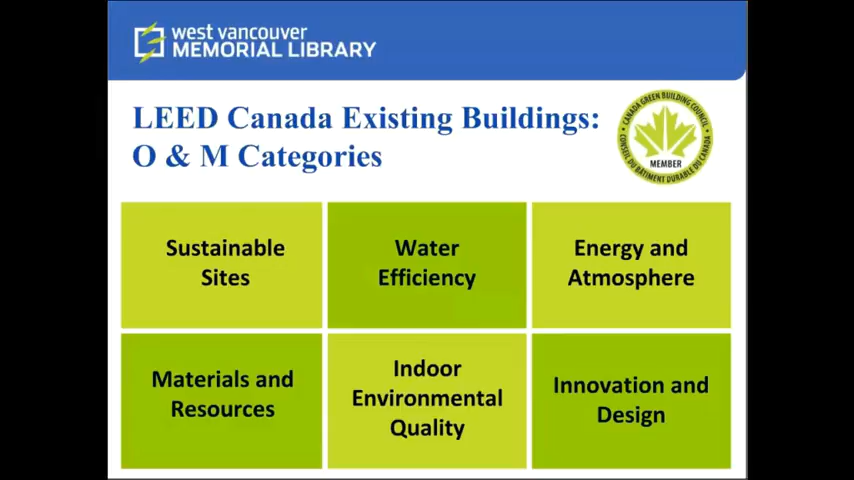 west vancouver
MEMORIAL LIBRARY
LEED Canada Existing Buildings:
O & M Categories
CANADA GREEN BUILDING COUNCIL
MEMBER
CONSEIL DU BÂTIMENT DURABLE DU CANADA
Sustainable
Sites
Water
Efficiency
Energy and
Atmosphere
Materials and
Resources
Indoor
Environmental
Quality
Innovation and
Design